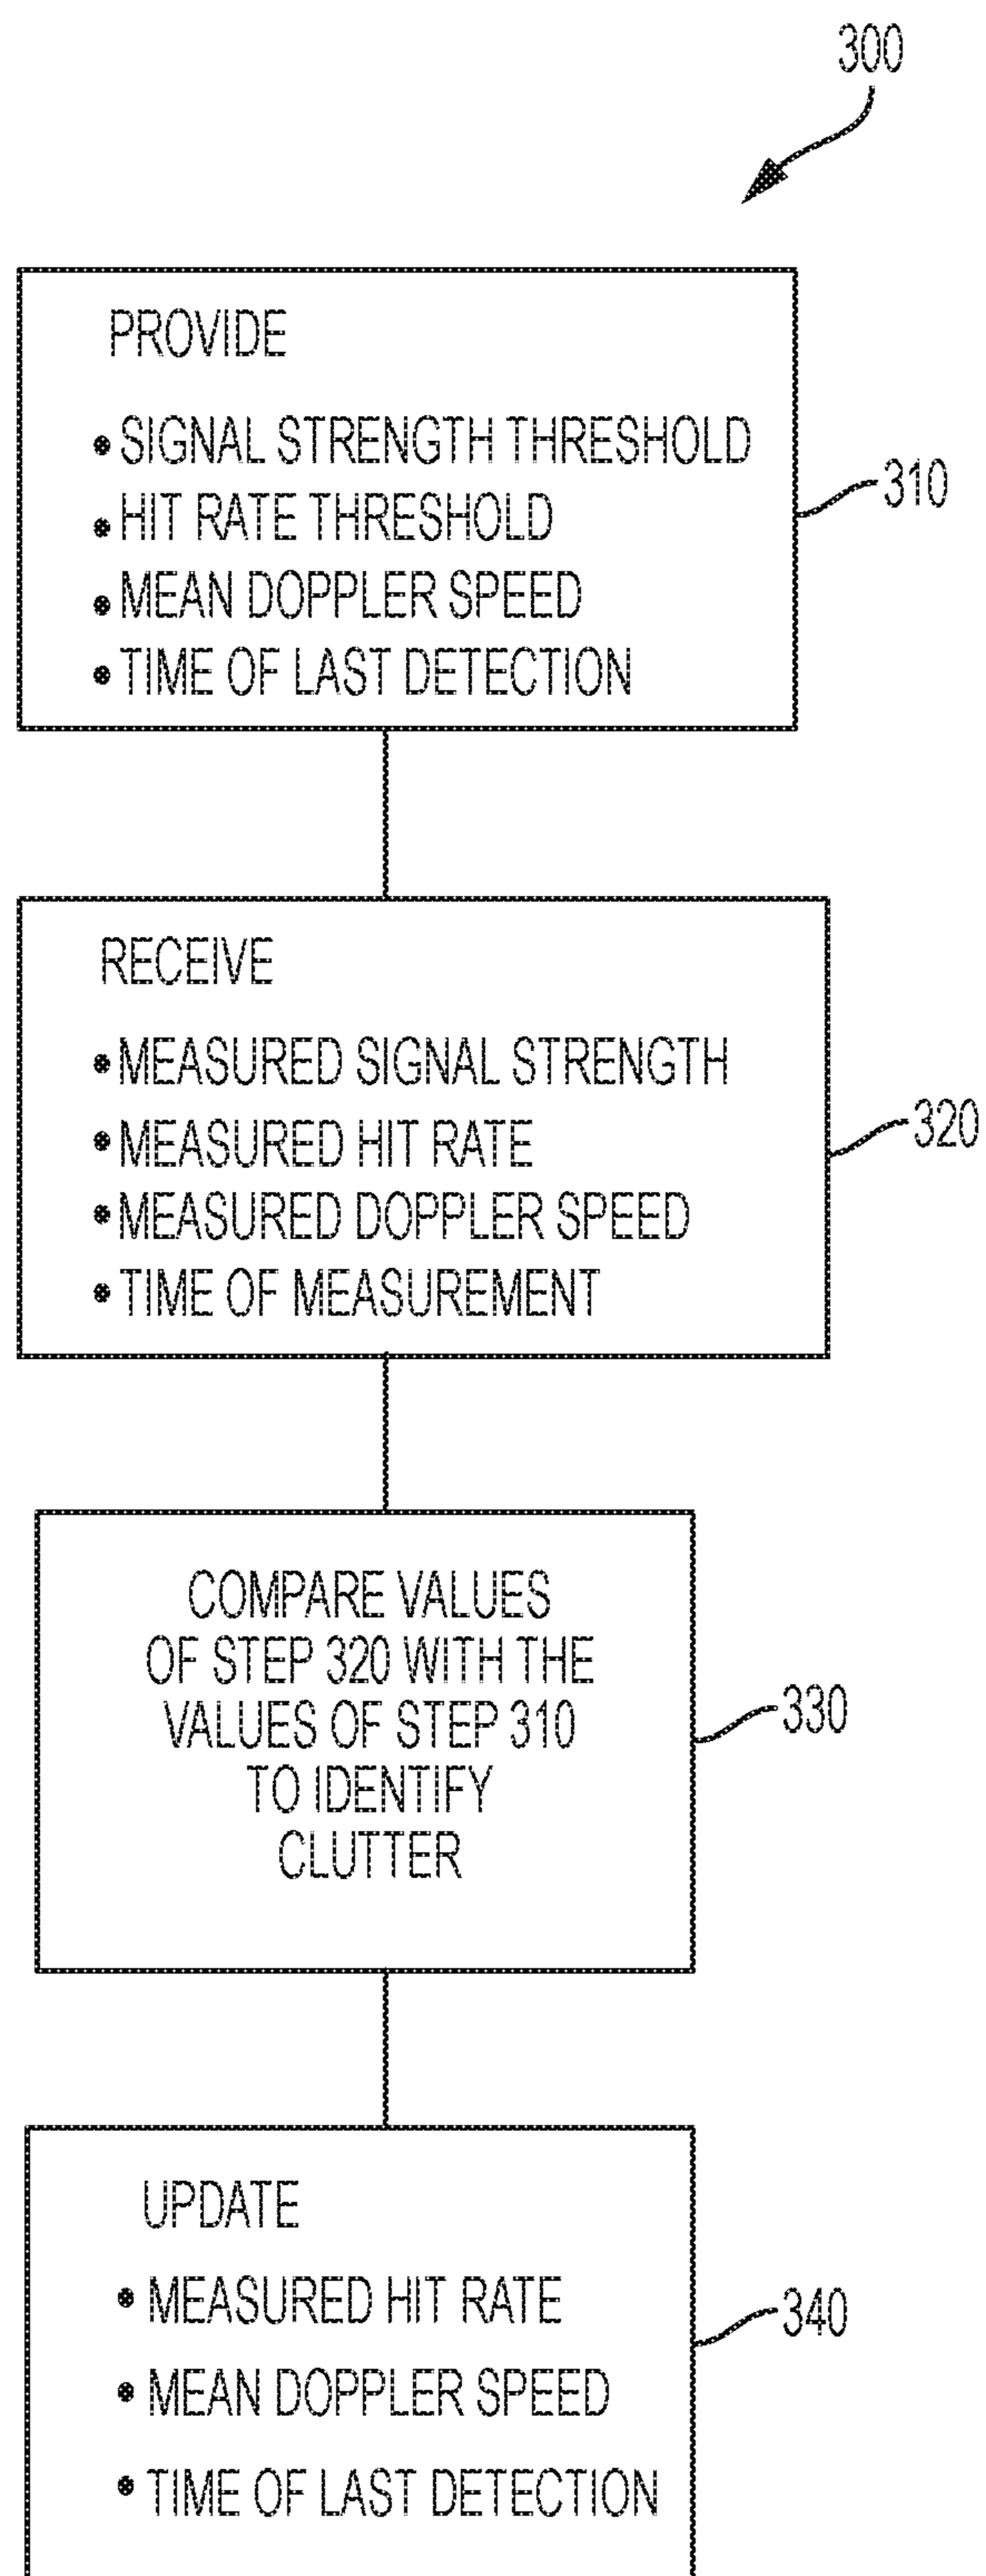 300
PROVIDE
• SIGNAL STRENGTH THRESHOLD
• HIT RATE THRESHOLD
• MEAN DOPPLER SPEED
• TIME OF LAST DETECTION
310
RECEIVE
• MEASURED SIGNAL STRENGTH
• MEASURED HIT RATE
• MEASURED DOPPLER SPEED
• TIME OF MEASUREMENT
320
COMPARE VALUES
OF STEP 320 WITH THE
VALUES OF STEP 310
TO IDENTIFY
CLUTTER
330
UPDATE
• MEASURED HIT RATE
• MEAN DOPPLER SPEED
• TIME OF LAST DETECTION
340